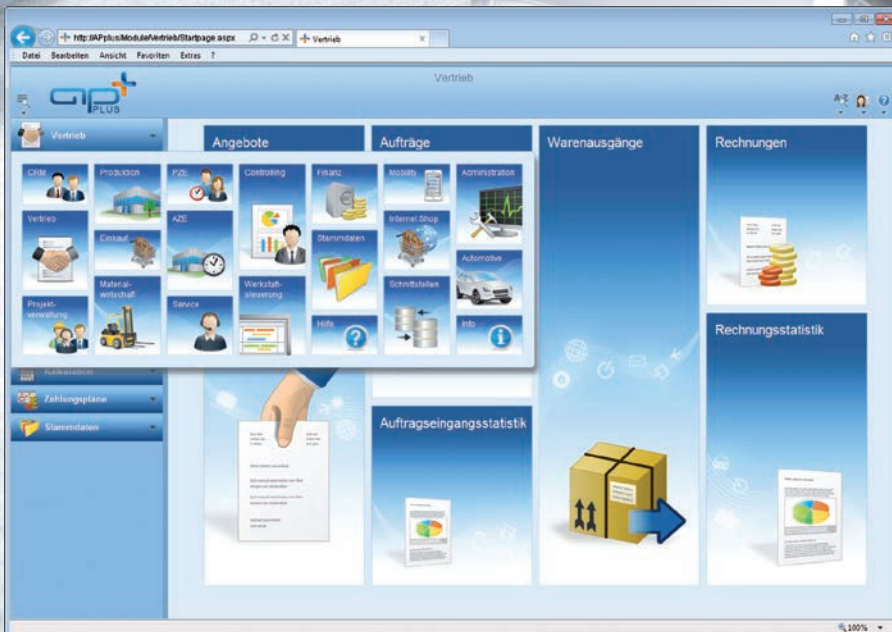 http://APplus/Module/Vertrieb/Startpage.aspx
Vertrieb
Datei Bearbeiten Ansicht Favoriten Extras ?
Vertrieb
ap+
PLUS
Vertrieb
Angebote
Aufträge
Warenausgänge
Rechnungen
CRM
Produktion
PZE
Controlling
Finanz
Mobility
Administration
Vertrieb
Einkauf
AZE
Stammdaten
Internet Shop
Automotive
Projekt-
verwaltung
Material-
wirtschaft
Service
Werkstatt-
steuerung
Hilfe
Schnittstellen
Info
Kalkulation
Zahlungspläne
Stammdaten
Auftragseingangsstatistik
Rechnungsstatistik
100%